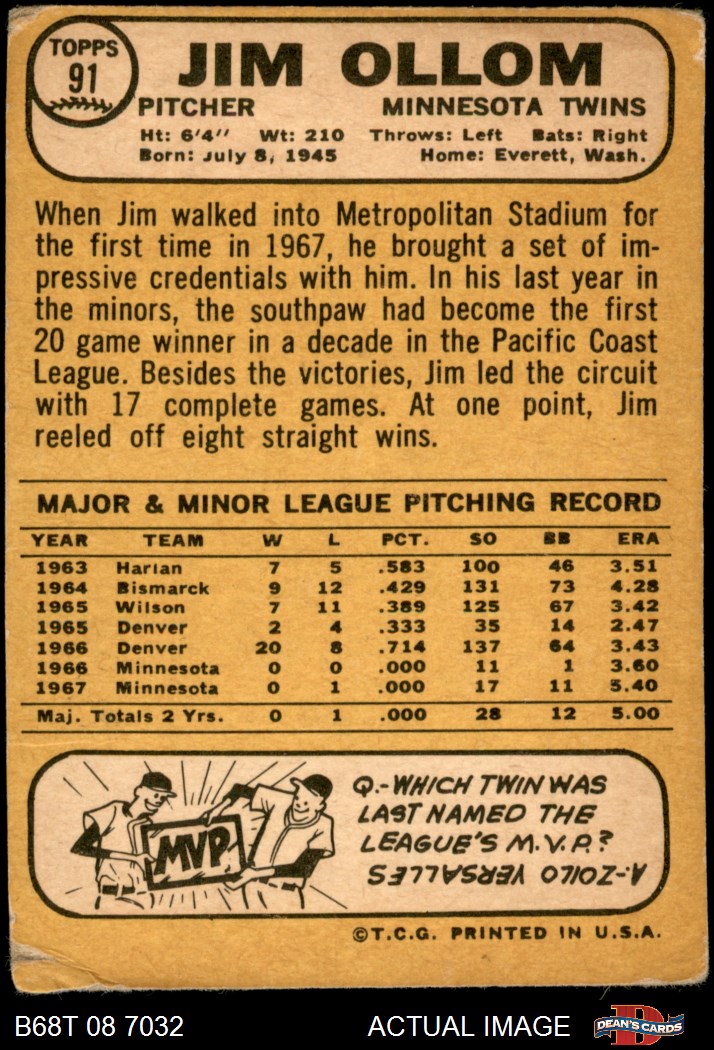 TOPPS
91
JIM OLLOM
PITCHER MINNESOTA TWINS
Ht: 6'4" Wt: 210 Throws: Left Bats: Right
Born: July 8, 1945 Home: Everett, Wash.
When Jim walked into Metropolitan Stadium for
the first time in 1967, he brought a set of im-
pressive credentials with him. In his last year in
the minors, the southpaw had become the first
20 game winner in a decade in the Pacific Coast
League. Besides the victories, Jim led the circuit
with 17 complete games. At one point, Jim
reeled off eight straight wins.
MAJOR & MINOR LEAGUE PITCHING RECORD
YEAR TEAM W L PCT. SO BB ERA
1963 Harlan 7 5 .583 100 46 3.51
1964 Bismarck 9 12 .429 131 73 4.28
1965 Wilson 7 11 .389 125 67 3.42
1965 Denver 2 4 .333 35 14 2.47
1966 Denver 20 8 .714 137 64 3.43
1966 Minnesota 0 0 .000 11 1 3.60
1967 Minnesota 0 1 .000 17 11 5.40
Maj. Totals 2 Yrs. 0 1 .000 28 12 5.00
MVP
Q.-WHICH TWIN WAS
LAST NAMED THE
LEAGUE'S M.V.P.?
A-ZOILO VERSALLES
©T.C.G. PRINTED IN U.S.A.
B68T 08 7032 ACTUAL IMAGE D DEAN'S CARDS